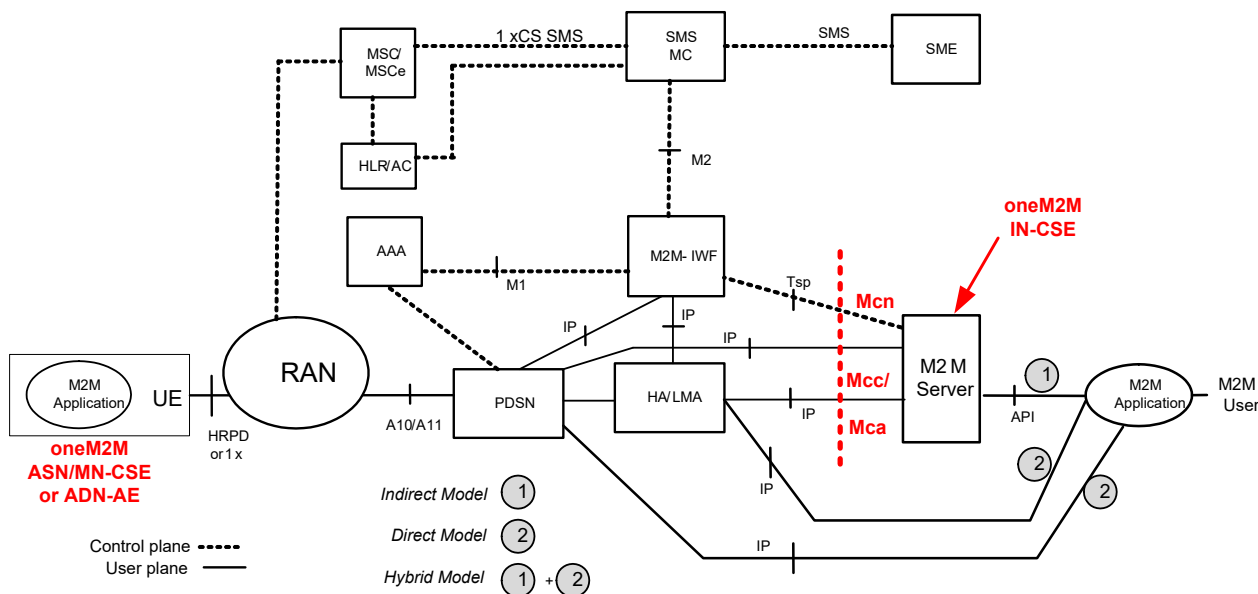 1 xCS SMS
SMS
MSC/
MSCe
SMS
MC
SME
HLR/AC
M2
oneM2M
IN-CSE
AAA
M2M- IWF
M1
Tsp
Mcn
IP
IP
IP
RAN
M2M
Application
UE
HRPD
or 1 x
A10/A11
PDSN
HA/LMA
IP
Mcc/
Mca
M2 M
Server
1
API
M2M
Application
M2M
User
oneM2M
ASN/MN-CSE
or ADN-AE
IP
2
2
Indirect Model 1
Direct Model 2
Hybrid Model 1 + 2
IP
Control plane
User plane